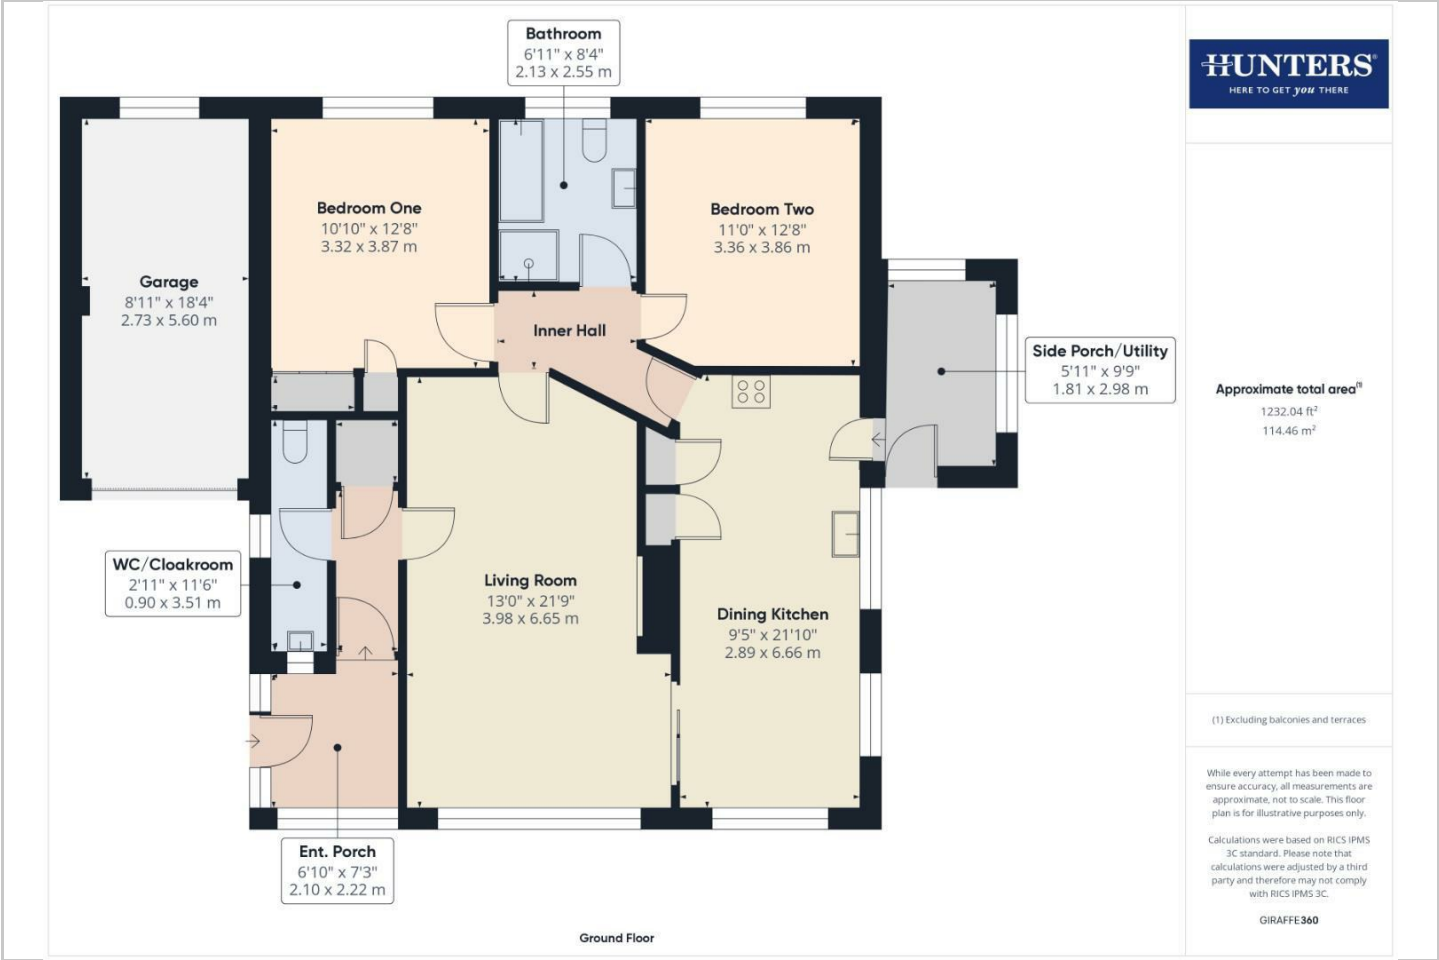 Bathroom
6'11" x 8'4"
2.13 x 2.55 m
HUNTERS®
HERE TO GET you THERE
Bedroom One
10'10" x 12'8"
3.32 x 3.87 m
Bedroom Two
11'0" x 12'8"
3.36 x 3.86 m
Garage
8'11" x 18'4"
2.73 x 5.60 m
Inner Hall
Side Porch/Utility
5'11" x 9'9"
1.81 x 2.98 m
Approximate total area⁽¹⁾
1232.04 ft²
114.46 m²
WC/Cloakroom
2'11" x 11'6"
0.90 x 3.51 m
Living Room
13'0" x 21'9"
3.98 x 6.65 m
Dining Kitchen
9'5" x 21'10"
2.89 x 6.66 m
(1) Excluding balconies and terraces
While every attempt has been made to
ensure accuracy, all measurements are
approximate, not to scale. This floor
plan is for illustrative purposes only.
Calculations were based on RICS IPMS
3C standard. Please note that
calculations were adjusted by a third
party and therefore may not comply
with RICS IPMS 3C.
GIRAFFE360
Ent. Porch
6'10" x 7'3"
2.10 x 2.22 m
Ground Floor